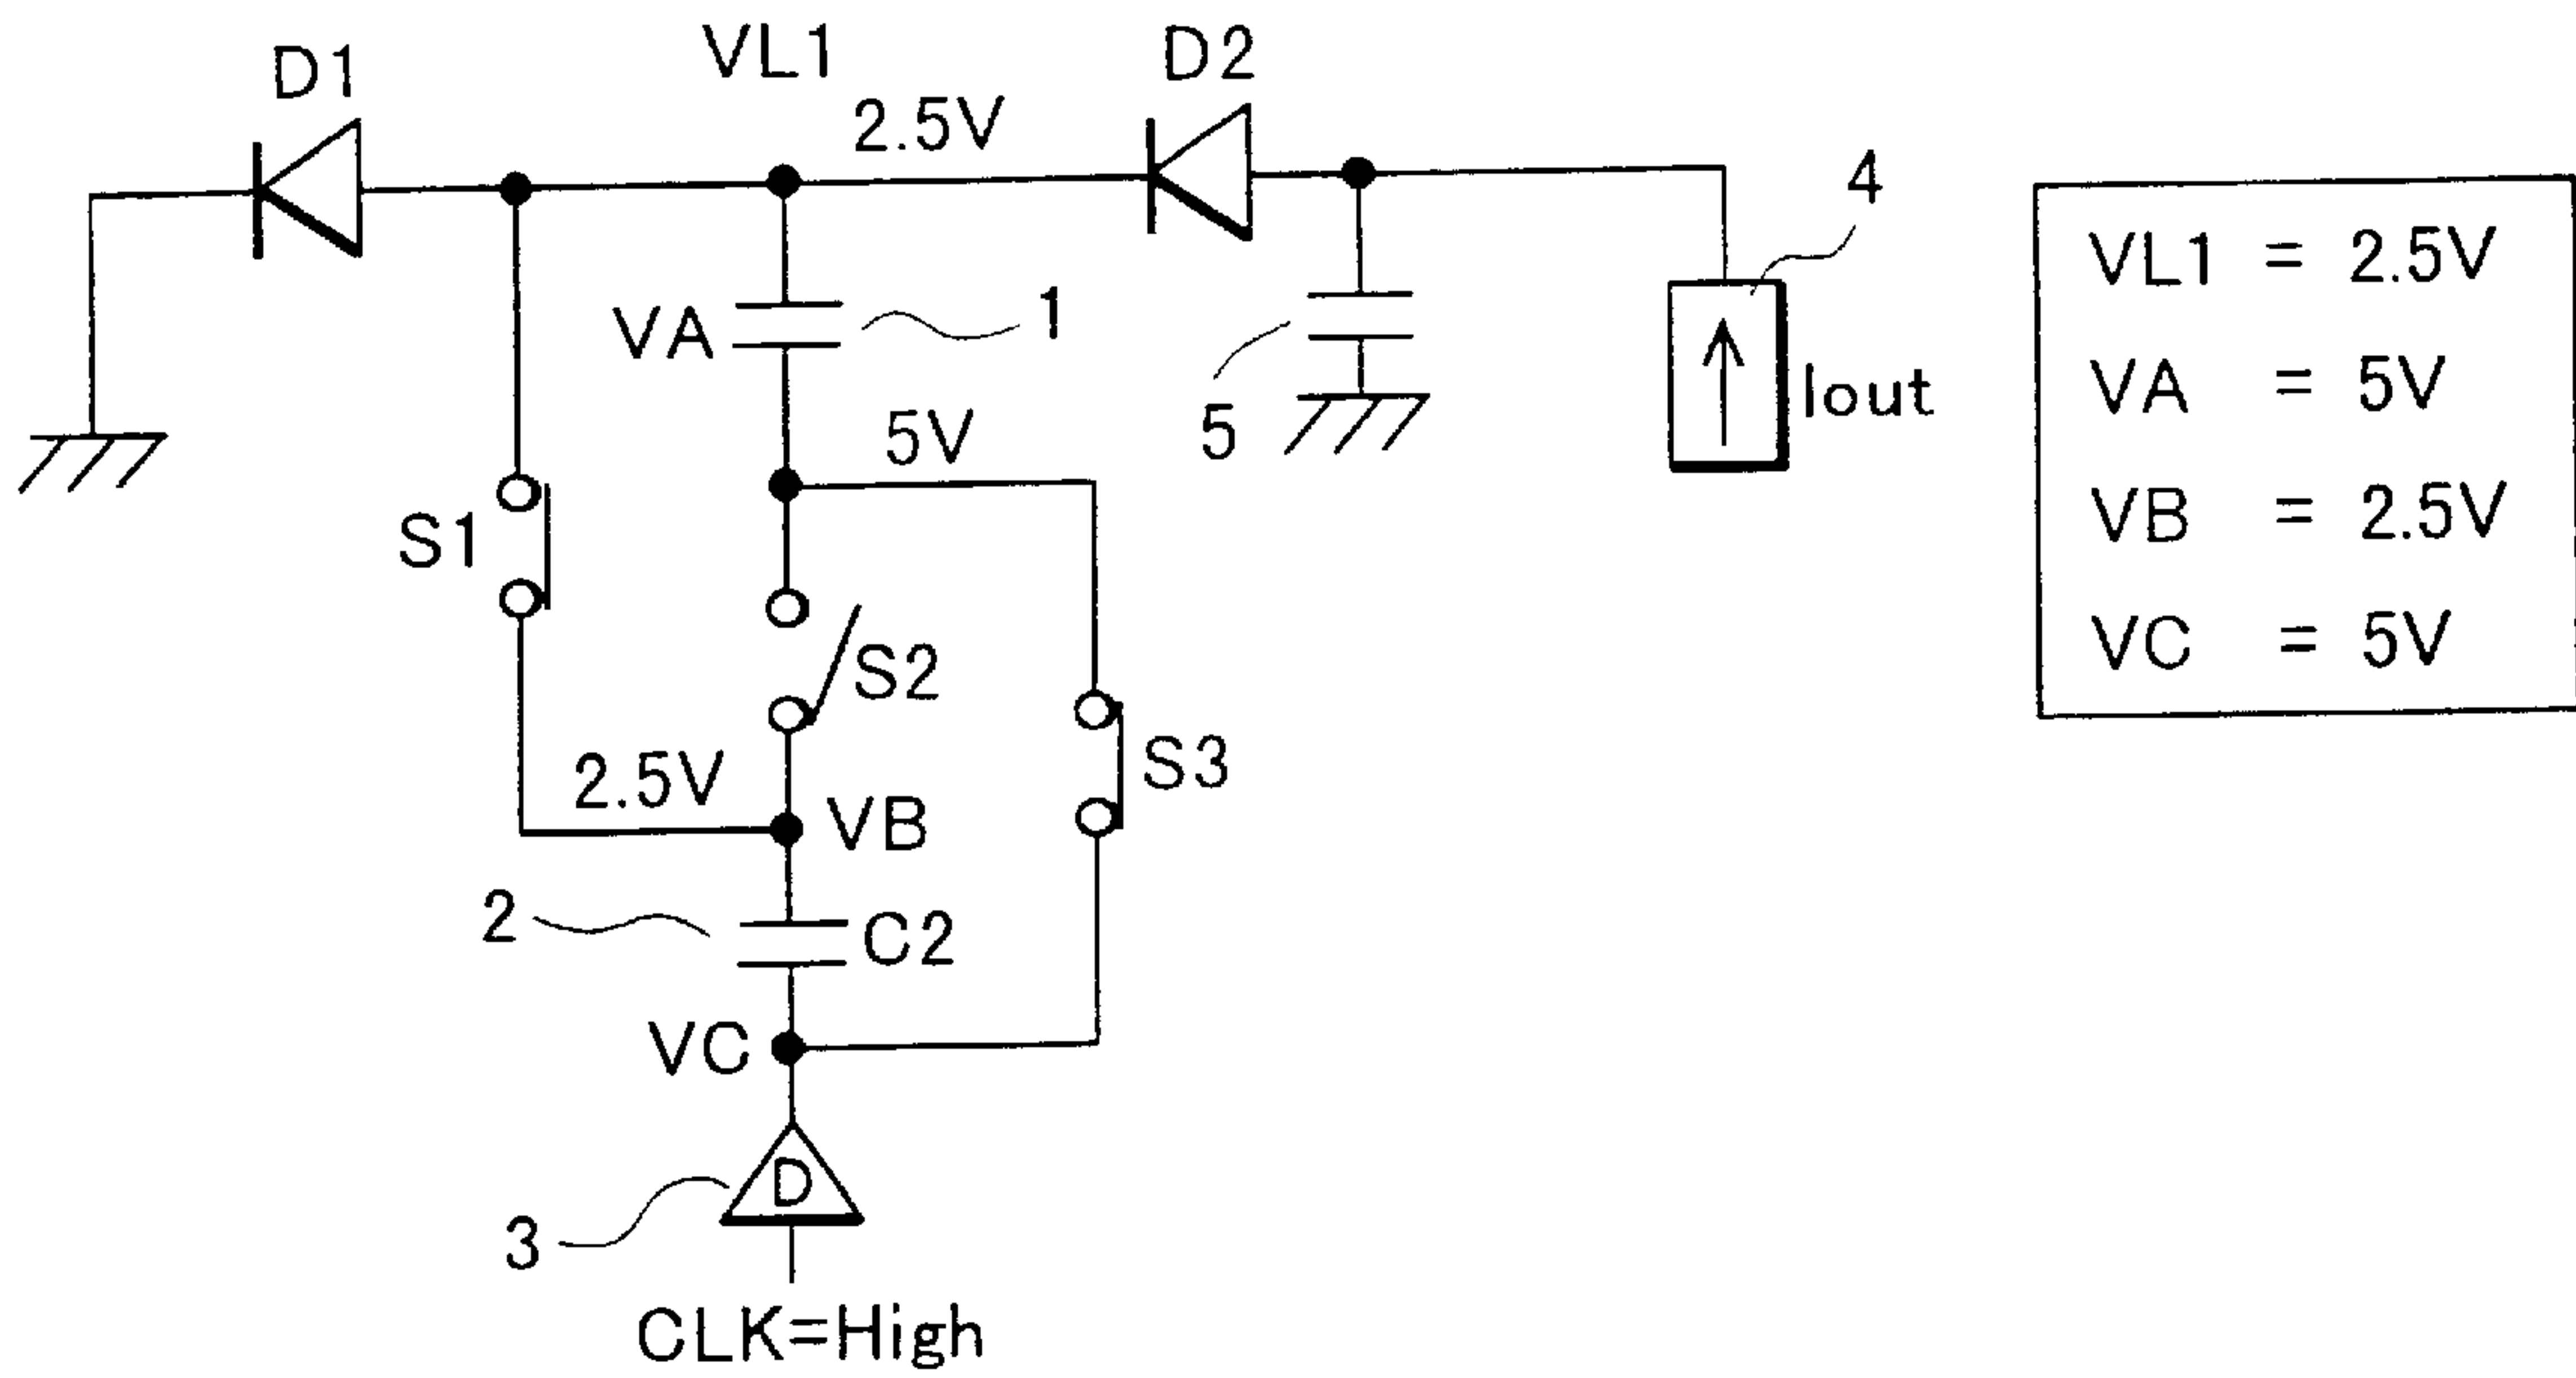 D1
VL1
D2
2.5V
4
VA
1
5
Iout
5V
S1
S2
S3
2.5V
VB
2
C2
VC
D
3
CLK=High
VL1 = 2.5V
VA = 5V
VB = 2.5V
VC = 5V